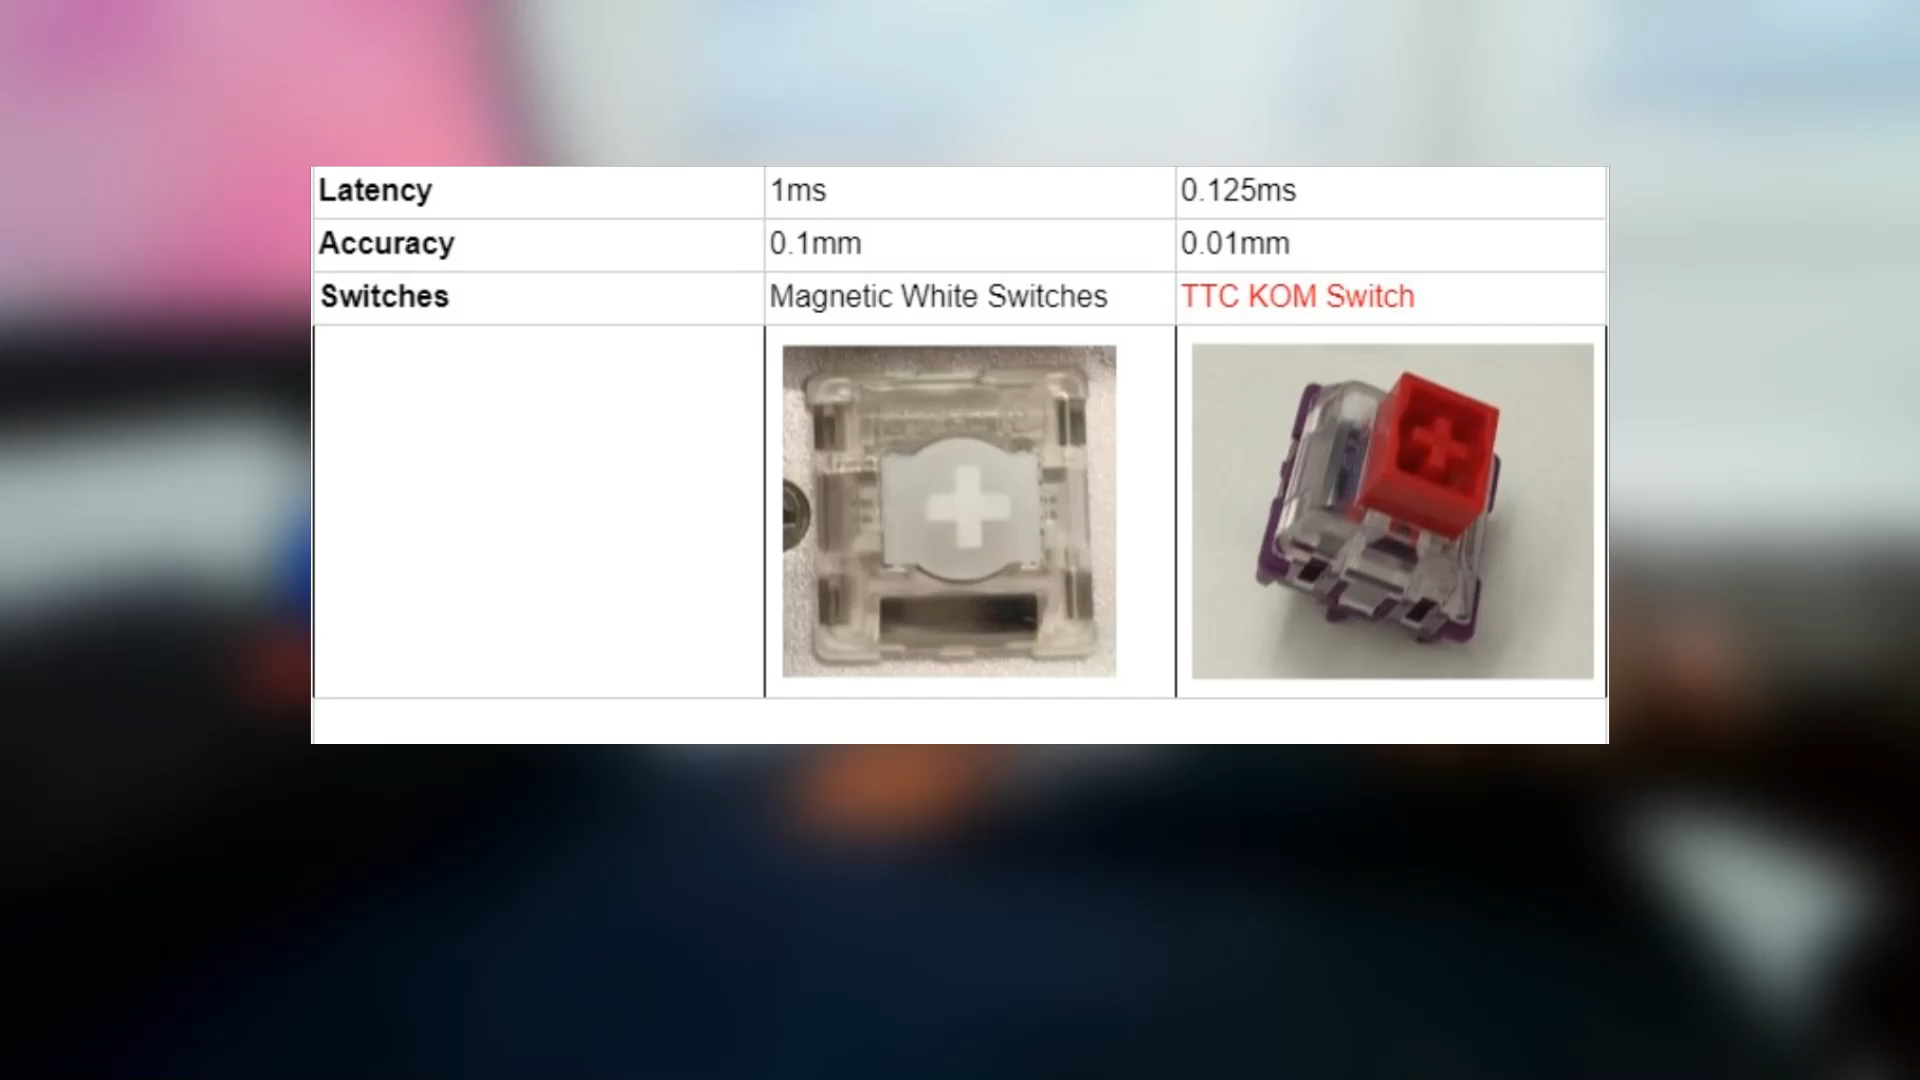 Latency 1ms 0.125ms
Accuracy 0.1mm 0.01mm
Switches Magnetic White Switches TTC KOM Switch